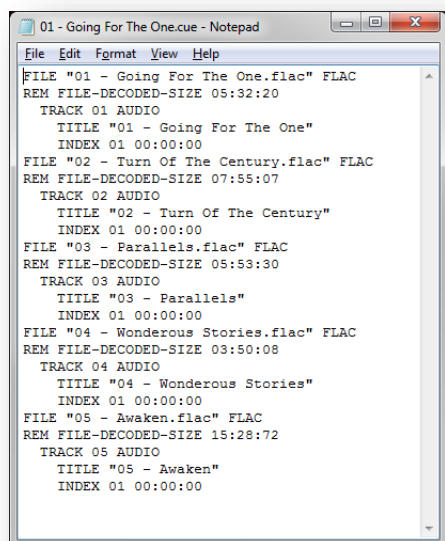 01 - Going For The One.cue - Notepad
File Edit Format View Help
FILE "01 - Going For The One.flac" FLAC
REM FILE-DECODED-SIZE 05:32:20
TRACK 01 AUDIO
TITLE "01 - Going For The One"
INDEX 01 00:00:00
FILE "02 - Turn Of The Century.flac" FLAC
REM FILE-DECODED-SIZE 07:55:07
TRACK 02 AUDIO
TITLE "02 - Turn Of The Century"
INDEX 01 00:00:00
FILE "03 - Parallels.flac" FLAC
REM FILE-DECODED-SIZE 05:53:30
TRACK 03 AUDIO
TITLE "03 - Parallels"
INDEX 01 00:00:00
FILE "04 - Wonderous Stories.flac" FLAC
REM FILE-DECODED-SIZE 03:50:08
TRACK 04 AUDIO
TITLE "04 - Wonderous Stories"
INDEX 01 00:00:00
FILE "05 - Awaken.flac" FLAC
REM FILE-DECODED-SIZE 15:28:72
TRACK 05 AUDIO
TITLE "05 - Awaken"
INDEX 01 00:00:00